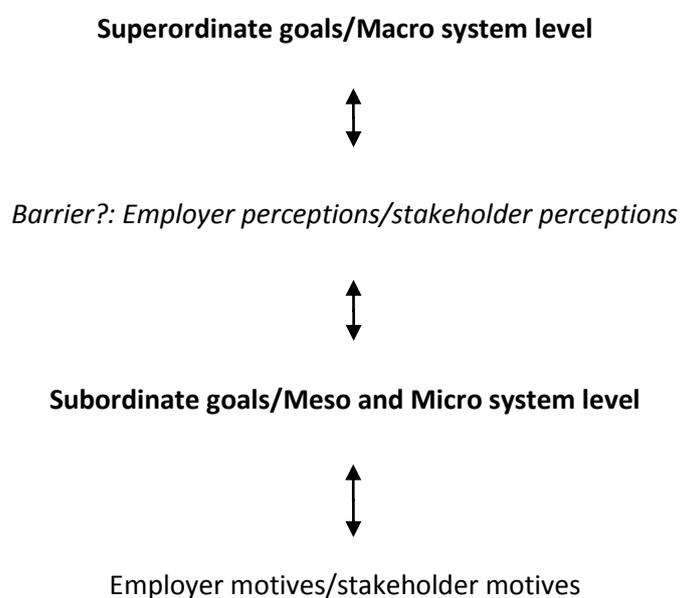 Superordinate goals/Macro system level
Barrier?: Employer perceptions/stakeholder perceptions
Subordinate goals/Meso and Micro system level
Employer motives/stakeholder motives